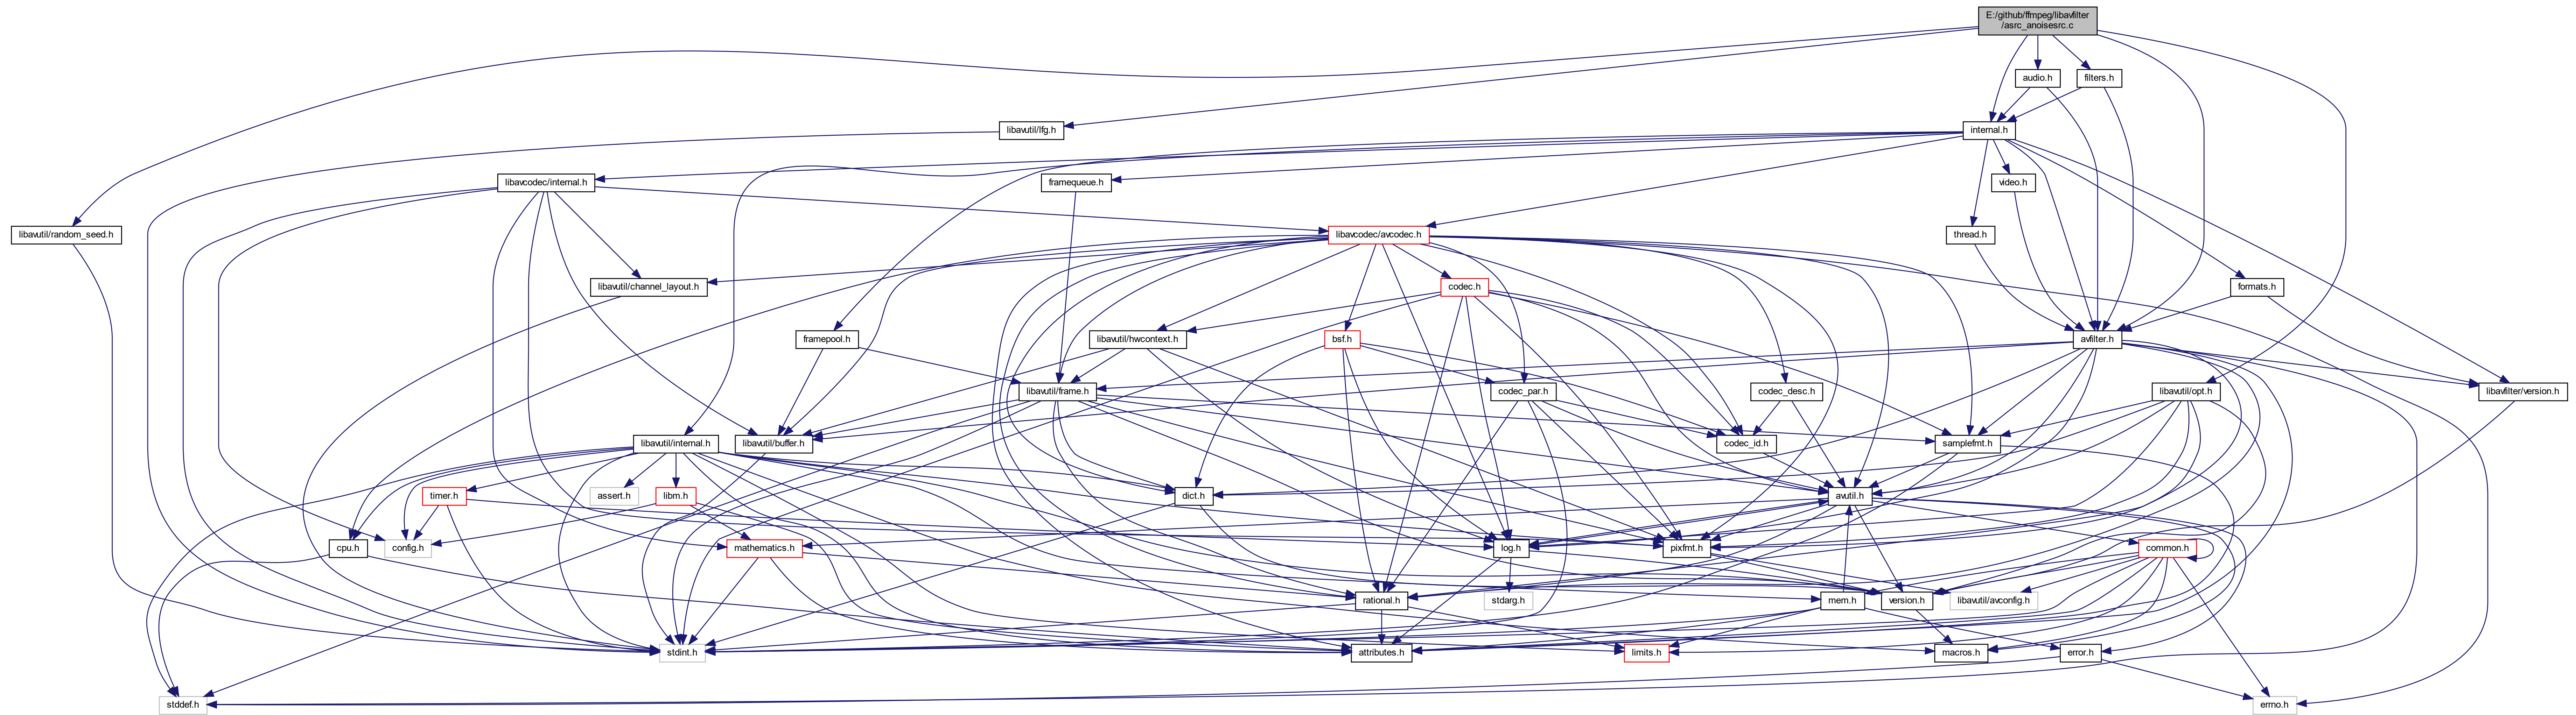 E:/github/ffmpeg/libavfilter
/asrc_anoisesrc.c
audio.h
filters.h
libavutil/lfg.h
internal.h
libavcodec/internal.h
framequeue.h
video.h
libavutil/random_seed.h
libavcodec/avcodec.h
thread.h
libavutil/channel_layout.h
codec.h
formats.h
framepool.h
libavutil/hwcontext.h
bsf.h
avfilter.h
libavutil/frame.h
codec_par.h
codec_desc.h
libavutil/opt.h
libavfilter/version.h
libavutil/internal.h
libavutil/buffer.h
codec_id.h
samplefmt.h
timer.h
assert.h
libm.h
dict.h
avutil.h
cpu.h
config.h
mathematics.h
log.h
pixfmt.h
common.h
rational.h
stdarg.h
mem.h
version.h
libavutil/avconfig.h
stdint.h
attributes.h
limits.h
macros.h
error.h
stddef.h
errno.h